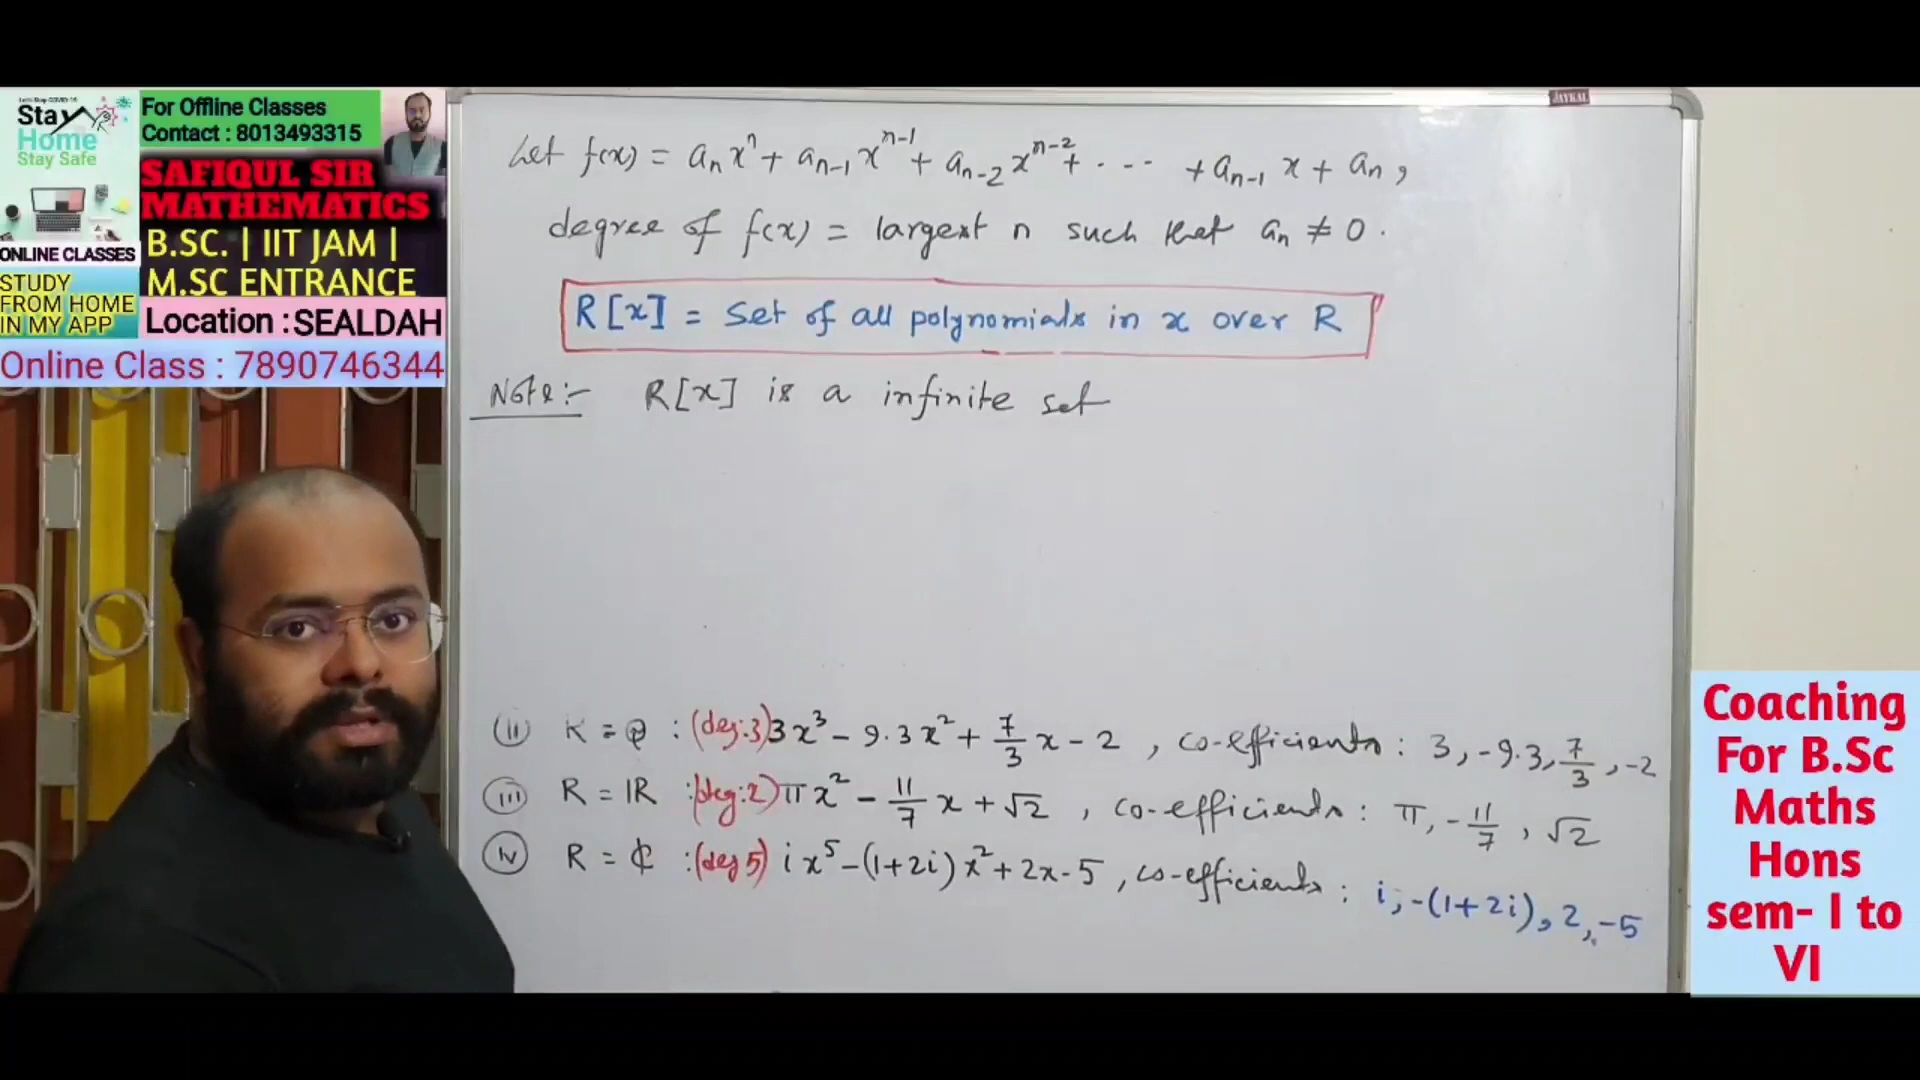 Let's Stop COVID-19
Stay
Home
Stay Safe
ONLINE CLASSES
STUDY
FROM HOME
IN MY APP
For Offline Classes
Contact : 8013493315
SAFIQUL SIR
MATHEMATICS
B.SC. | IIT JAM |
M.SC ENTRANCE
Location : SEALDAH
Online Class : 7890746344
JAYKAL
Let f(x) = aₙxⁿ + aₙ₋₁xⁿ⁻¹ + aₙ₋₂xⁿ⁻² + · · · + aₙ₋₁ x + aₙ,
degree of f(x) = largest n such that aₙ ≠ 0.
R[x] = Set of all polynomials in x over R
Note:- R[x] is a infinite set
(ii) R = ℚ : (deg:3) 3x³ - 9.3x² + 7/3 x - 2, co-efficients : 3, -9.3, 7/3, -2
(iii) R = ℝ : (deg:2) πx² - 11/7 x + √2, co-efficients : π, -11/7, √2
(iv) R = ℂ : (deg 5) ix⁵ - (1+2i)x² + 2x - 5, co-efficients : i, -(1+2i), 2, -5
Coaching
For B.Sc
Maths
Hons
sem- I to
VI